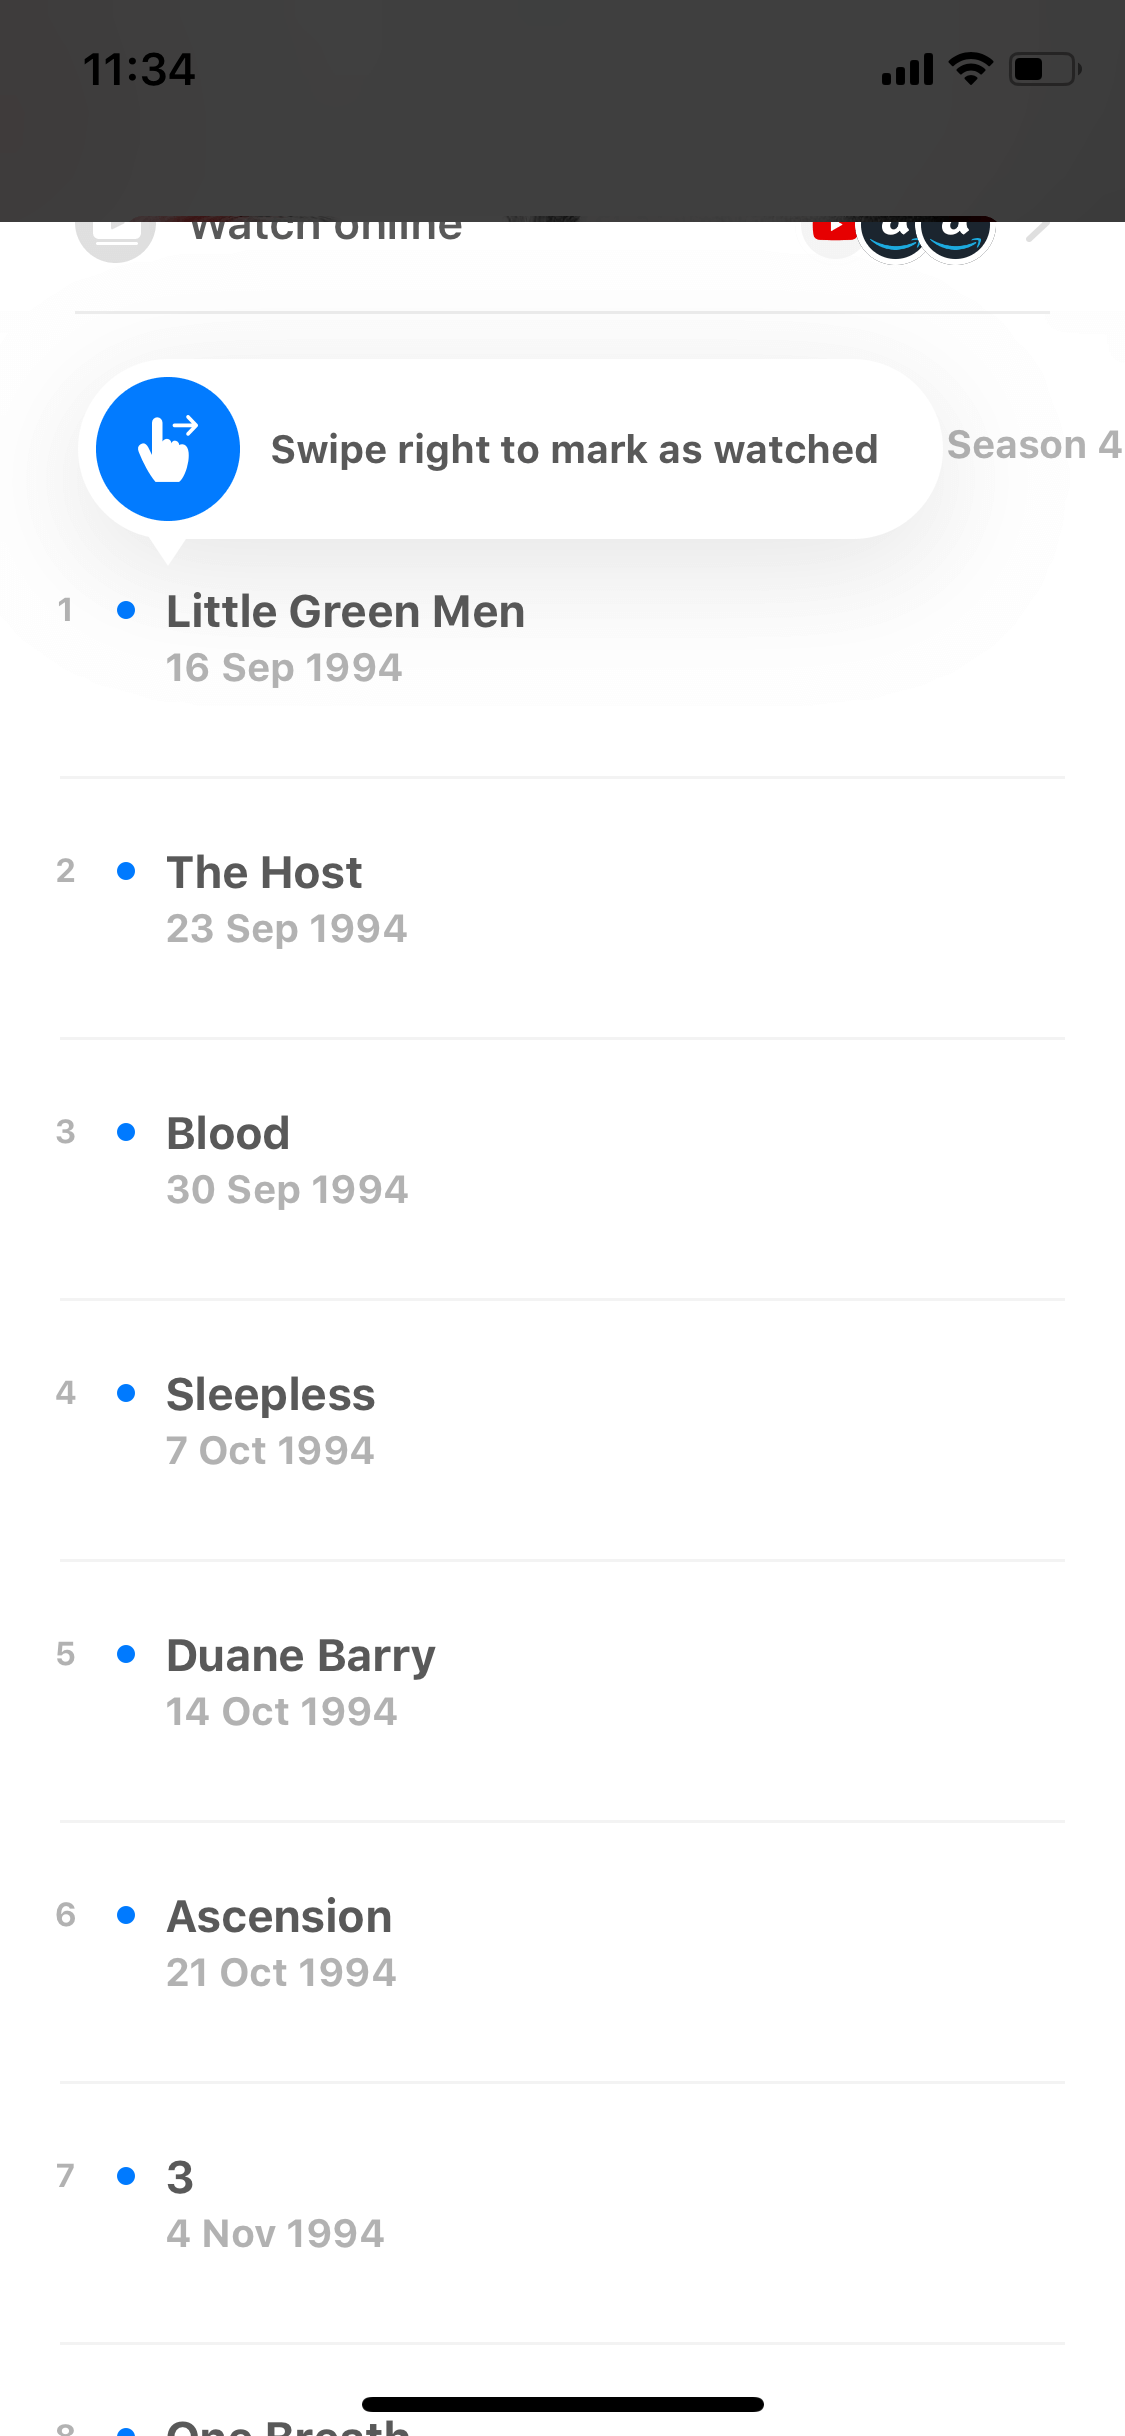 11:34
Watch online
Swipe right to mark as watched
Season 4
1
Little Green Men
16 Sep 1994
2
The Host
23 Sep 1994
3
Blood
30 Sep 1994
4
Sleepless
7 Oct 1994
5
Duane Barry
14 Oct 1994
6
Ascension
21 Oct 1994
7
3
4 Nov 1994
8
One Breath